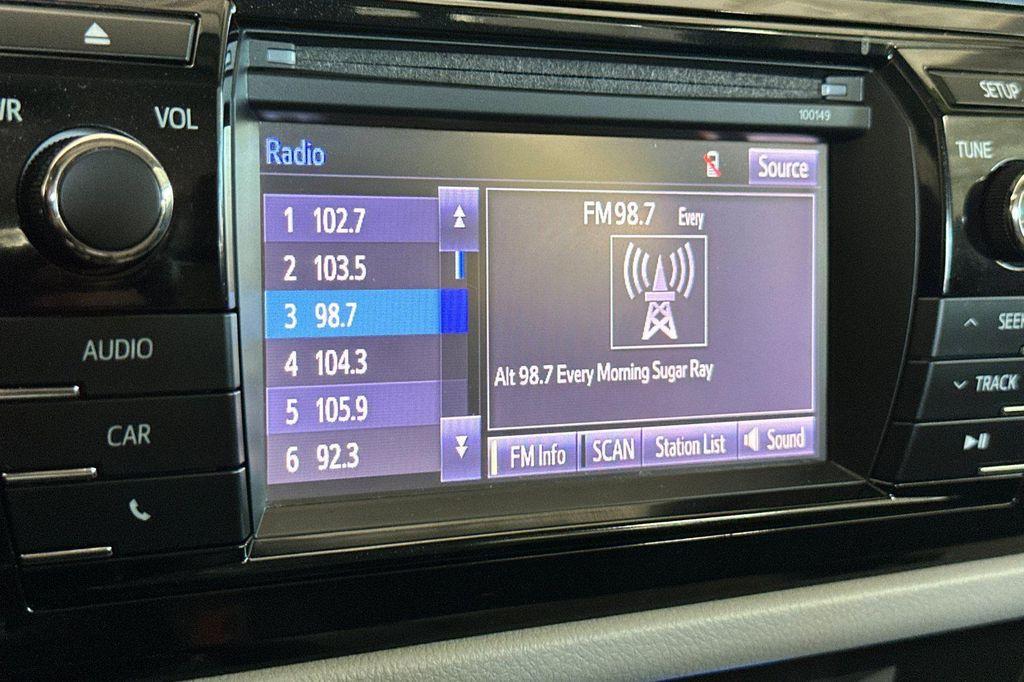 WR
VOL
AUDIO
CAR
100149
Radio
Source
1 102.7
2 103.5
3 98.7
4 104.3
5 105.9
6 92.3
FM 98.7 Every
Alt 98.7 Every Morning Sugar Ray
FM Info
SCAN
Station List
Sound
SETUP
TUNE
SEEK
TRACK